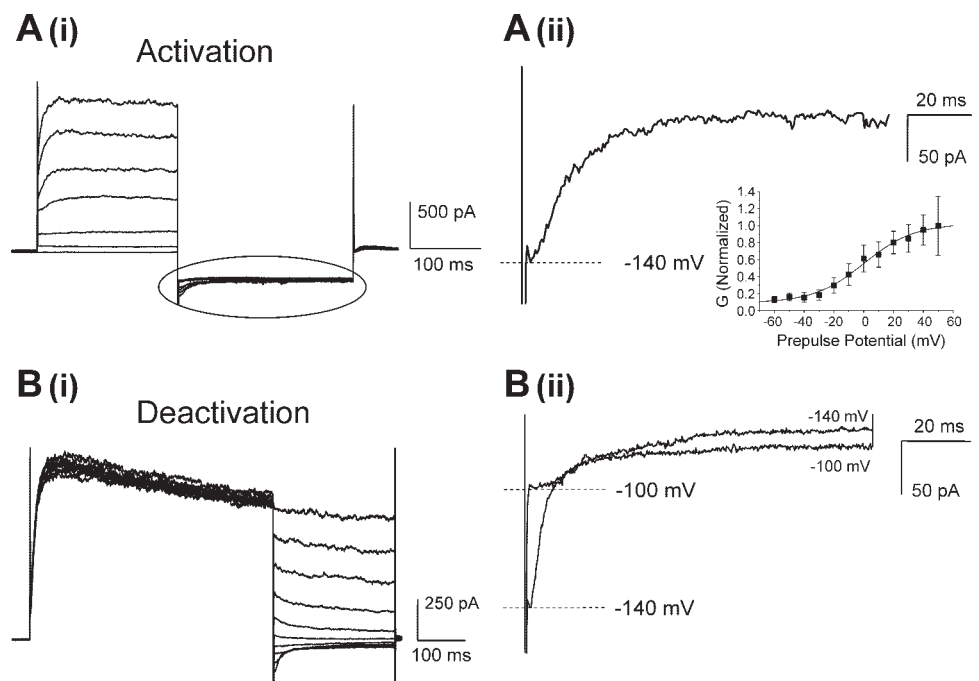 A (i)
Activation
500 pA
100 ms
A (ii)
20 ms
50 pA
-140 mV
1.4
1.2
1.0
0.8
0.6
0.4
0.2
0.0
G (Normalized)
-60 -40 -20 0 20 40 60
Prepulse Potential (mV)
B (i)
Deactivation
250 pA
100 ms
B (ii)
-140 mV
-100 mV
20 ms
50 pA
-100 mV
-140 mV